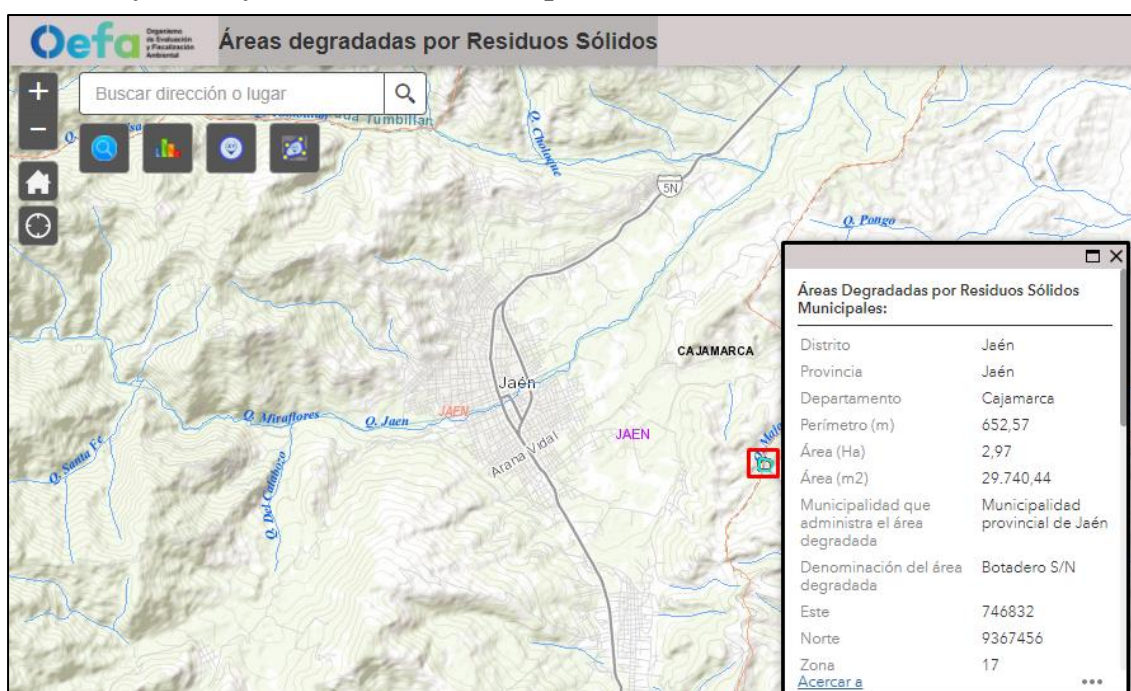 Oefa
Organismo
de Evaluación
y Fiscalización
Ambiental
Áreas degradadas por Residuos Sólidos
+
Buscar dirección o lugar
−
Tumbillan
Q. Choloque
5N
Q. Pongo
Áreas Degradadas por Residuos Sólidos
Municipales:
Distrito Jaén
Provincia Jaén
Departamento Cajamarca
Perímetro (m) 652,57
Área (Ha) 2,97
Área (m2) 29.740,44
Municipalidad que Municipalidad
administra el área provincial de Jaén
degradada
Denominación del área Botadero S/N
degradada
Este 746832
Norte 9367456
Zona 17
Acercar a
CAJAMARCA
Jaén
Q. Miraflores
JAEN
Q. Jaen
JAEN
Arana Vidal
Q. Santa Fe
Q. Del Calabozo